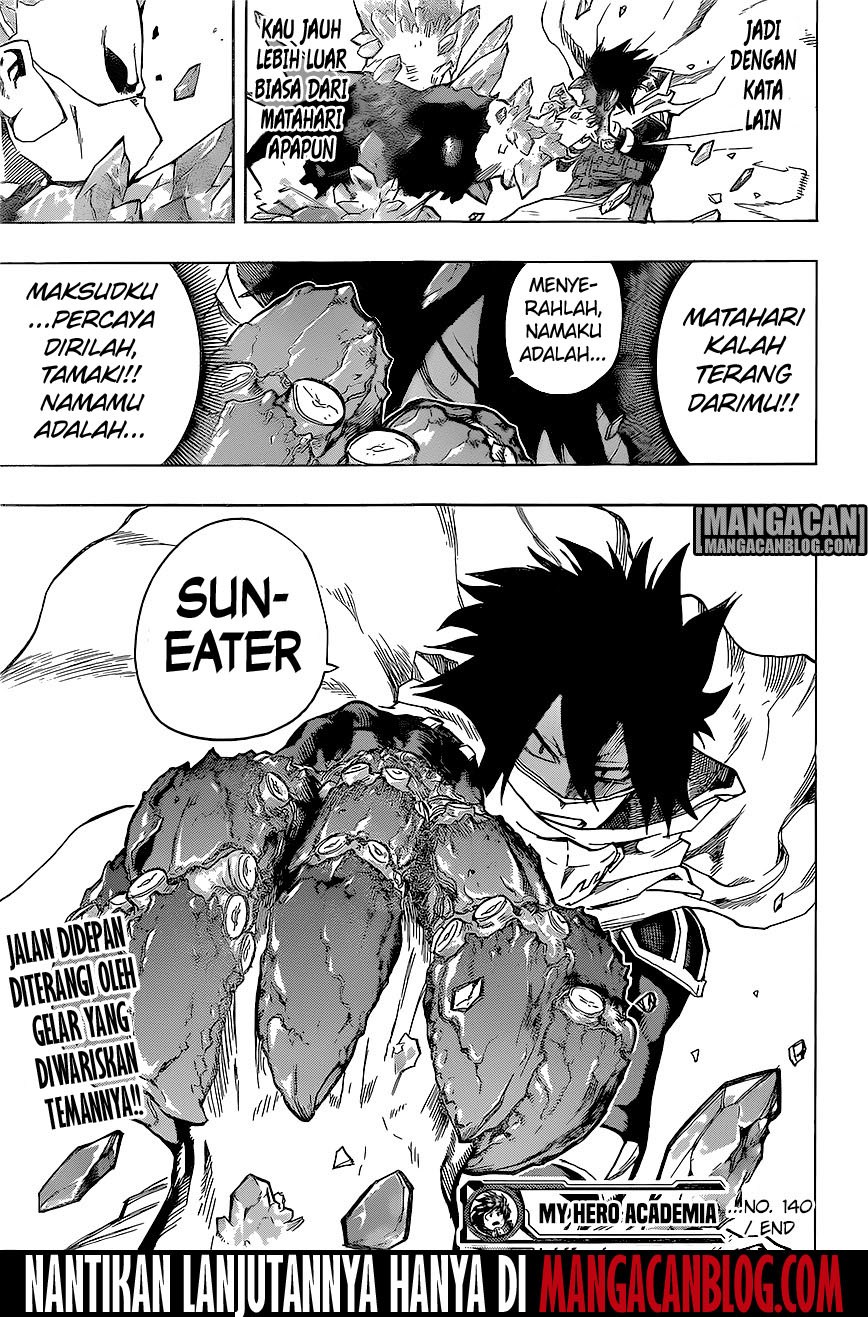 JADI
DENGAN
KATA
LAIN
KAU JAUH
LEBIH LUAR
BIASA DARI
MATAHARI
APAPUN
MATAHARI
KALAH
TERANG
DARIMU!!
MENYE-
RAHLAH,
NAMAKU
ADALAH...
MAKSUDKU
...PERCAYA
DIRILAH,
TAMAKI!!
NAMAMU
ADALAH...
MANGACAN
MANGACANBLOG.COM
SUN-
EATER
JALAN DIDEPAN
DITERANGI OLEH
GELAR YANG
DIWARISKAN
TEMANNYA!!
MY HERO ACADEMIA
...NO. 140
/ END
NANTIKAN LANJUTANNYA HANYA DI MANGACANBLOG.COM